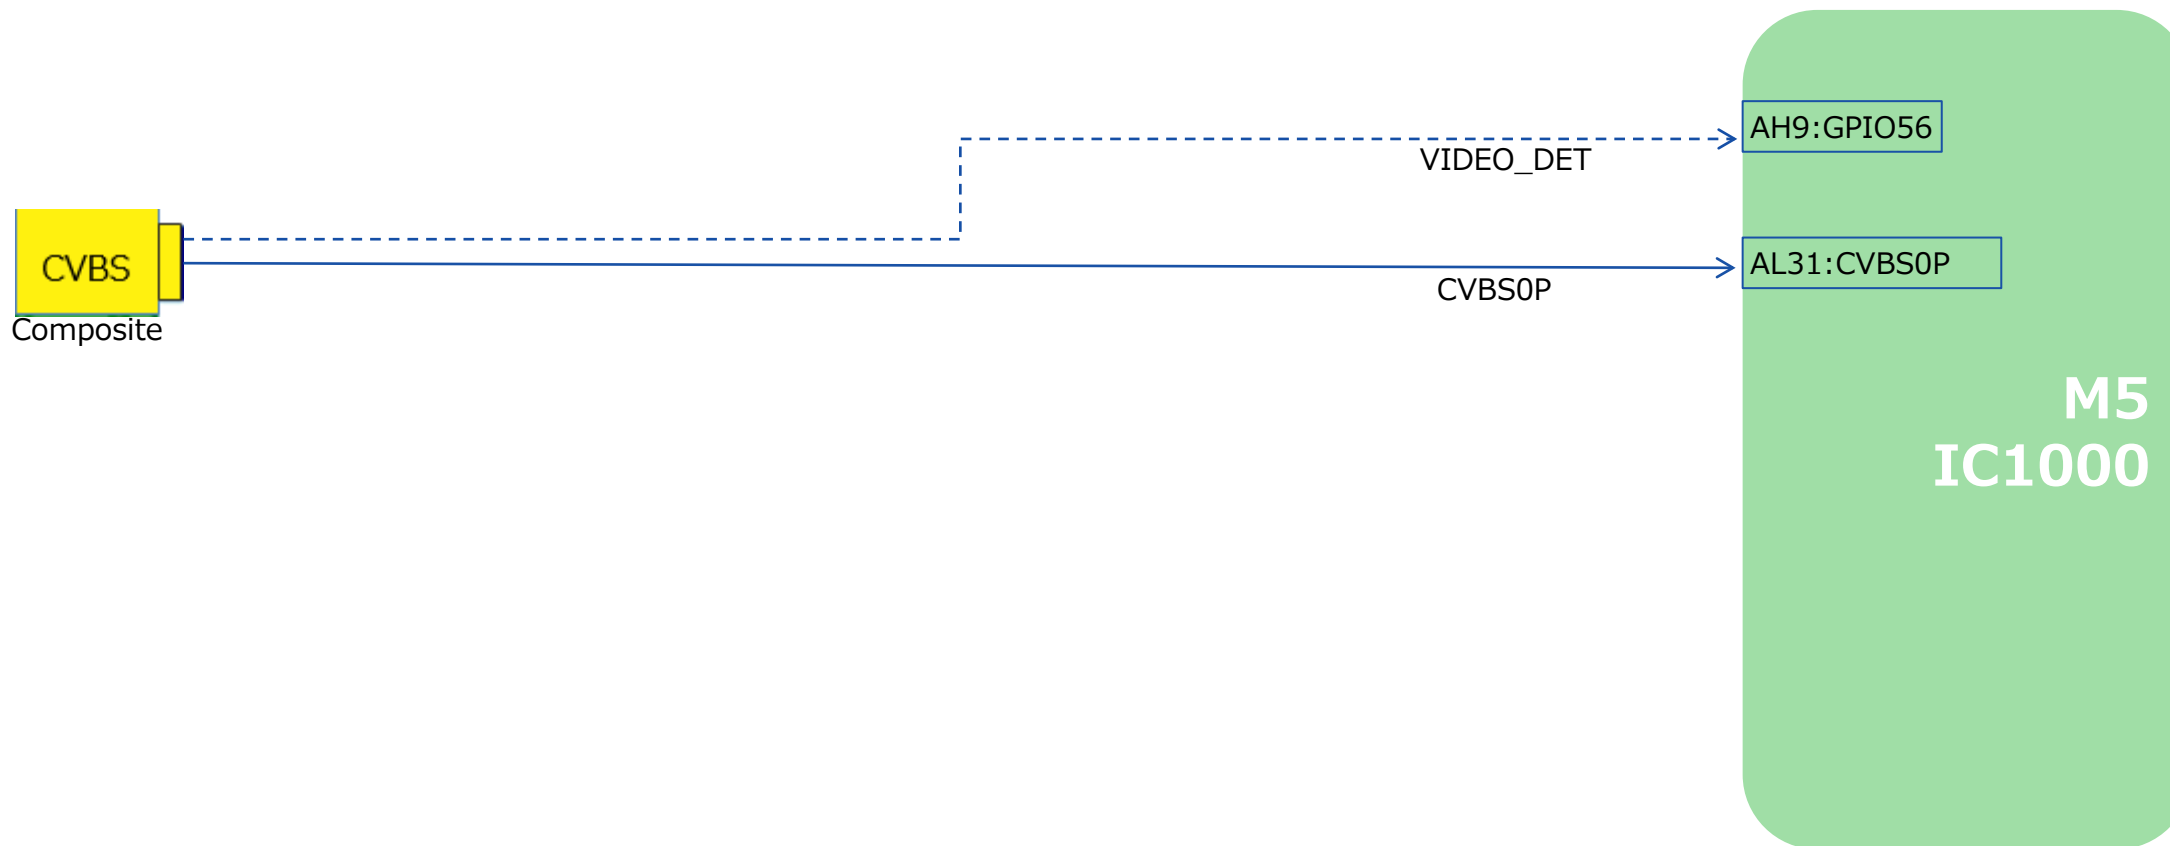 AH9:GPIO56
VIDEO_DET
CVBS
AL31:CVBS0P
CVBS0P
Composite
M5
IC1000